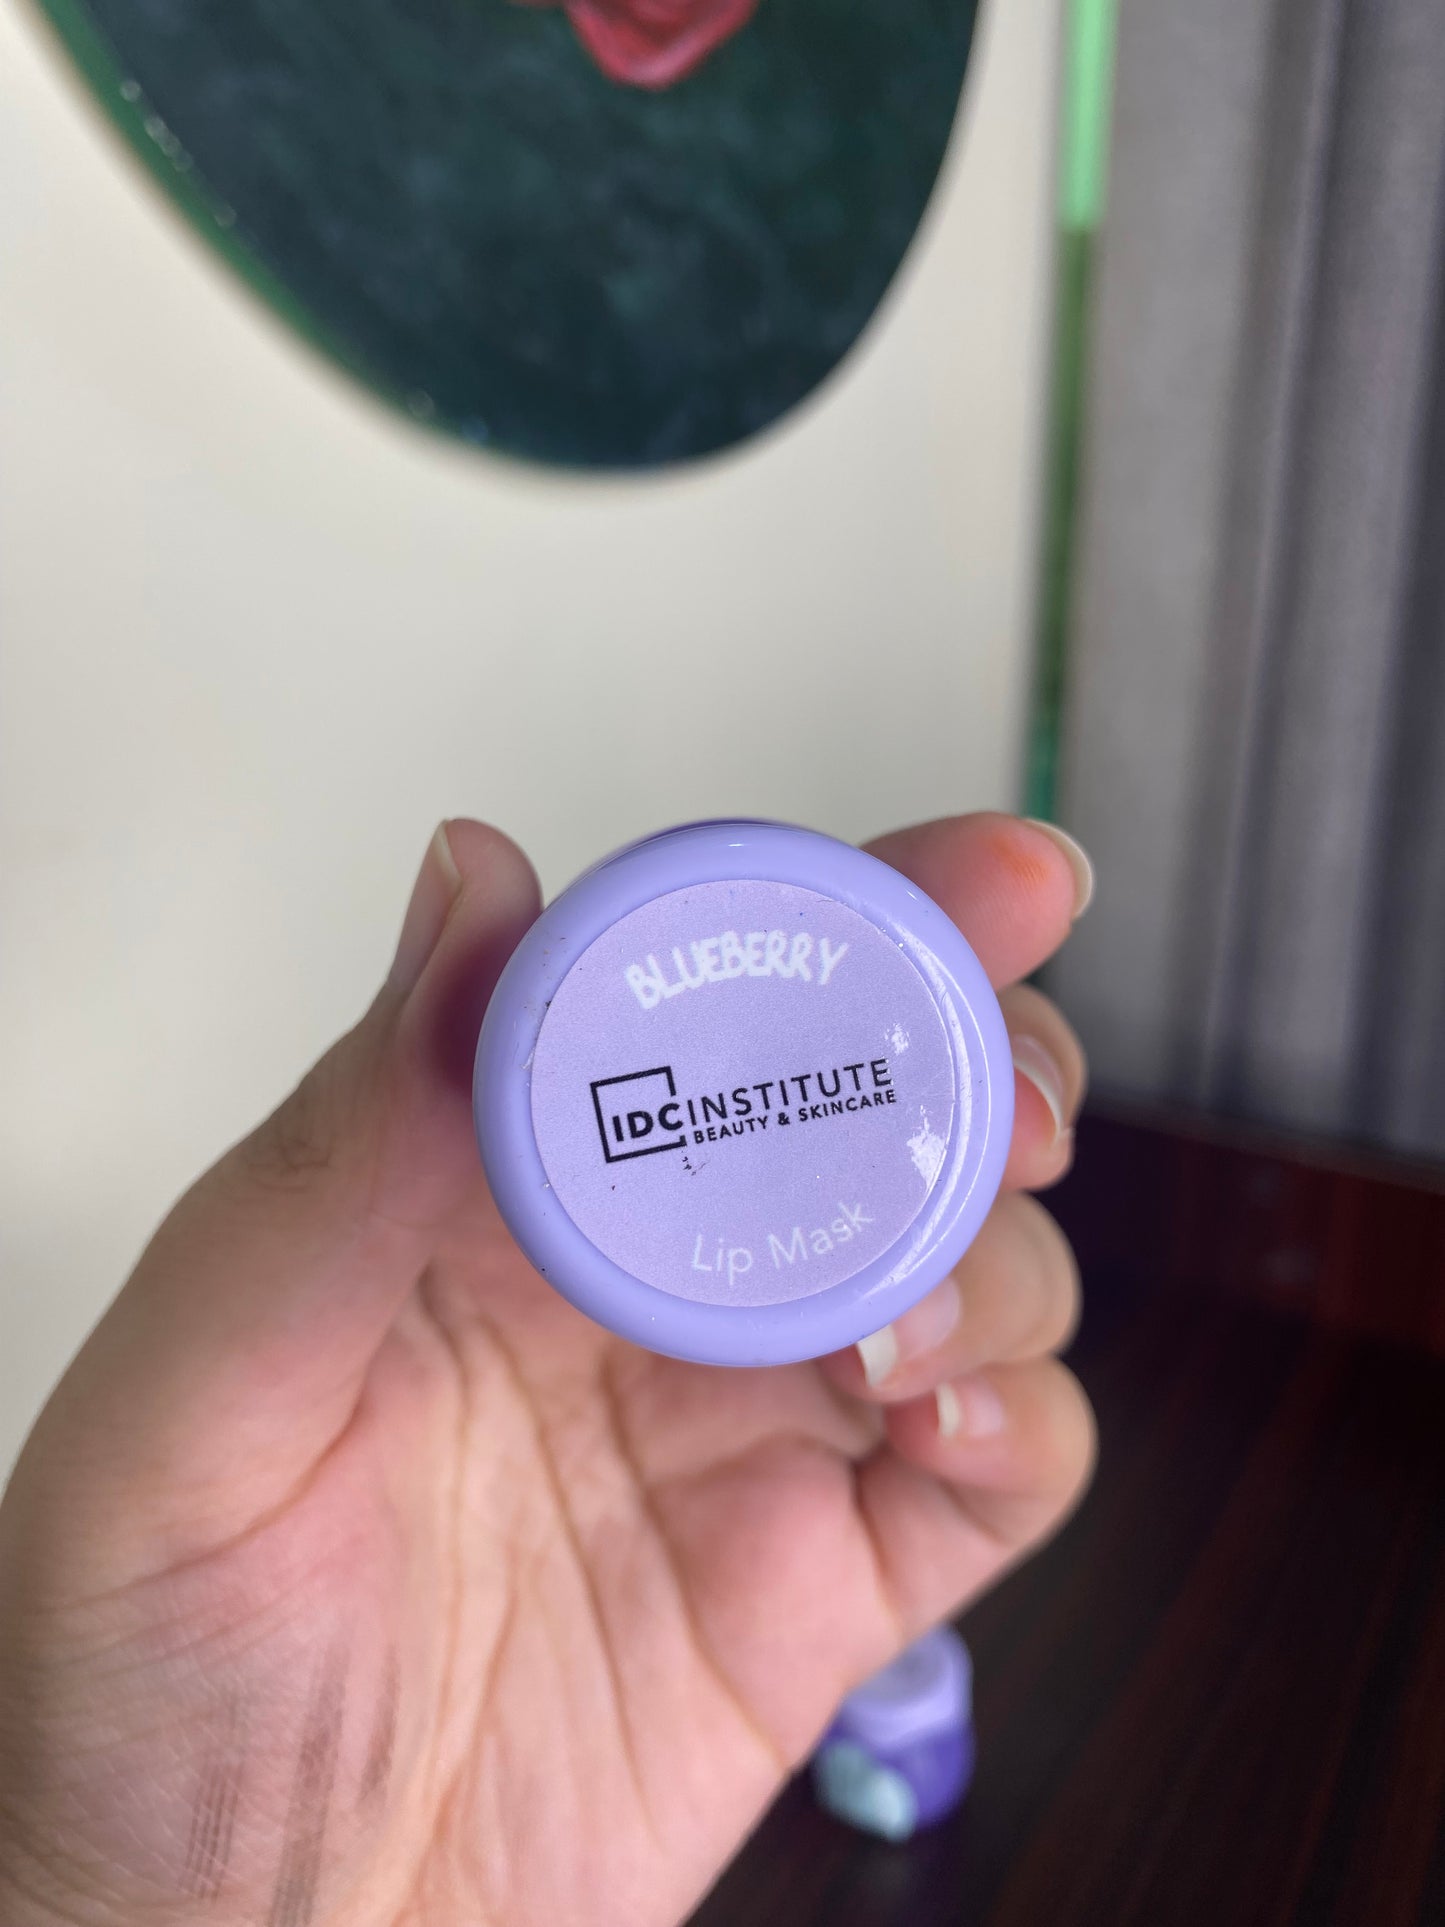 BLUEBERRY
IDC INSTITUTE
BEAUTY & SKINCARE
Lip Mask